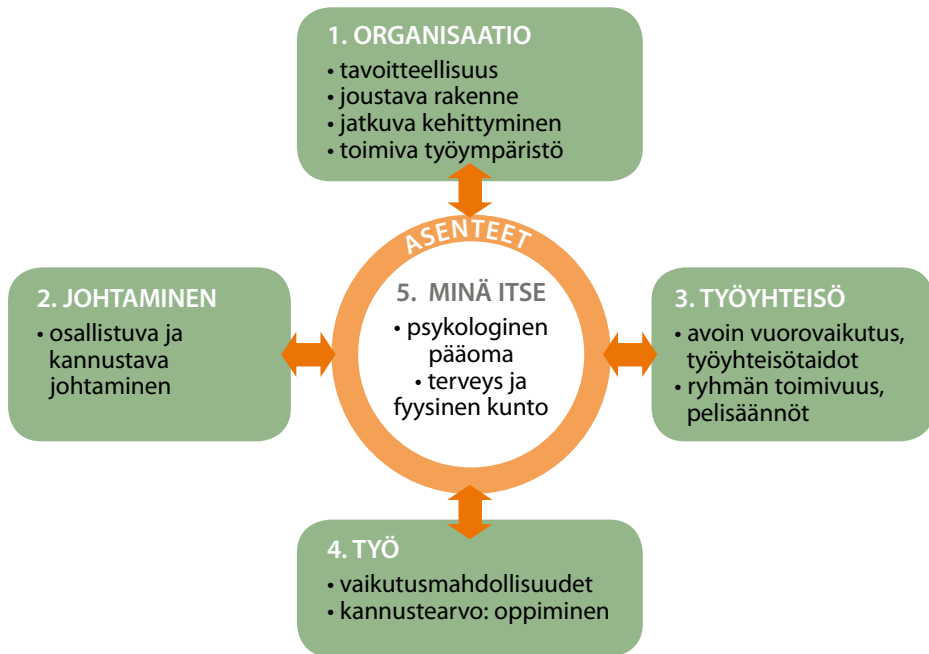 1. ORGANISAATIO
• tavoitteellisuus
• joustava rakenne
• jatkuva kehittyminen
• toimiva työympäristö
ASENTEET
2. JOHTAMINEN
• osallistuva ja
kannustava
johtaminen
5. MINÄ ITSE
• psykologinen
pääoma
• terveys ja
fyysinen kunto
3. TYÖYHTEISÖ
• avoin vuorovaikutus,
työyhteisötaidot
• ryhmän toimivuus,
pelisäännöt
4. TYÖ
• vaikutusmahdollisuudet
• kannustearvo: oppiminen